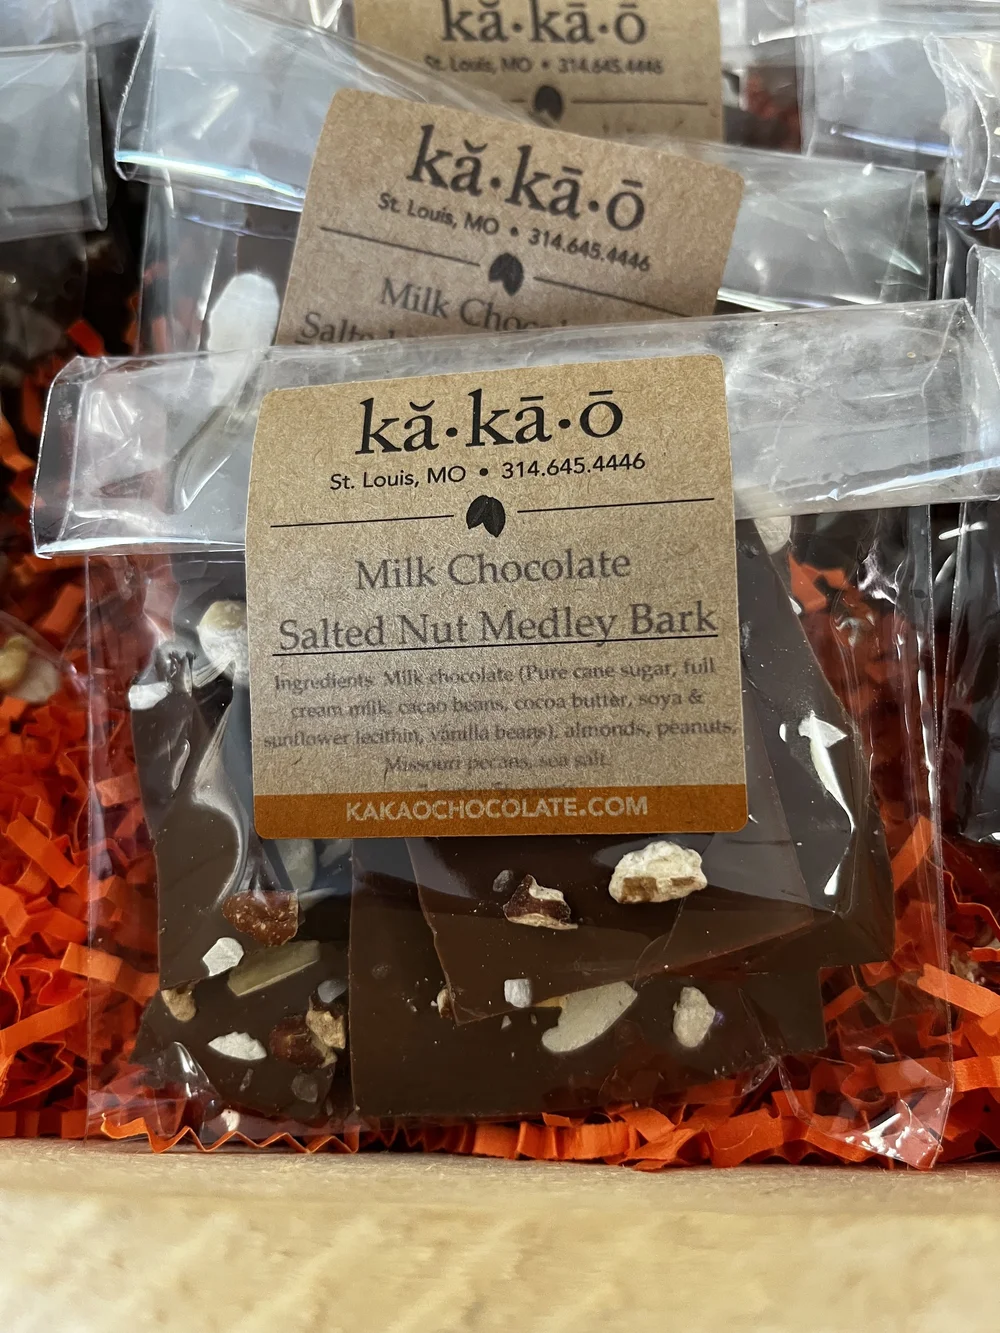 kă·kā·ō
St. Louis, MO • 314.645.4446
kă·kā·ō
St. Louis, MO • 314.645.4446
Milk
Salted
kă·kā·ō
St. Louis, MO • 314.645.4446
Milk Chocolate
Salted Nut Medley Bark
Ingredients: Milk chocolate (Pure cane sugar, full
cream milk, cacao beans, cocoa butter, soya &
sunflower lecithin, vanilla beans), almonds, peanuts,
Missouri pecans, sea salt.
KAKAOCHOCOLATE.COM